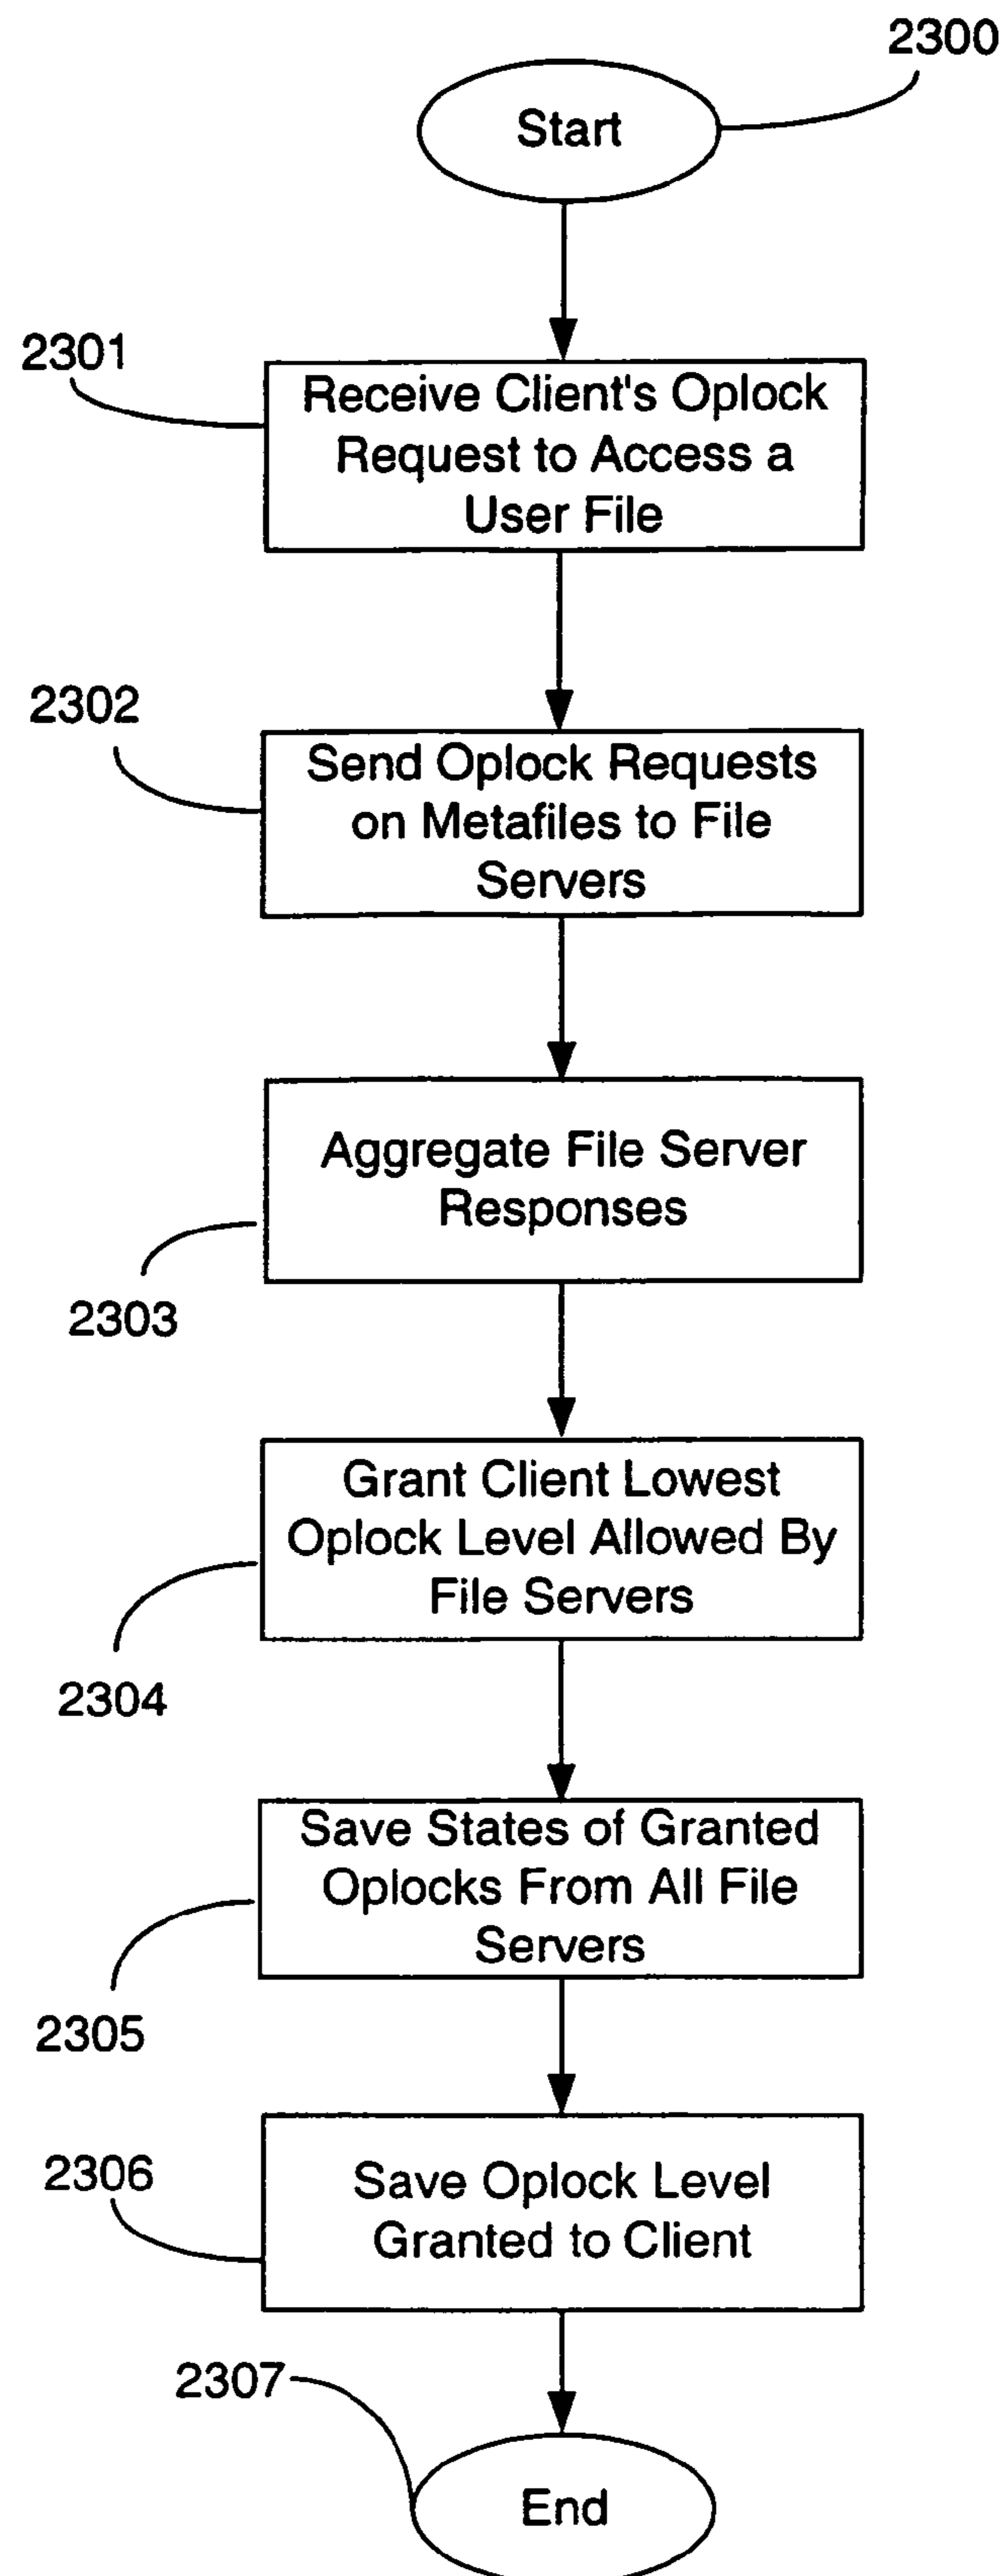 2300
Start
2301
Receive Client's Oplock
Request to Access a
User File
2302
Send Oplock Requests
on Metafiles to File
Servers
Aggregate File Server
Responses
2303
Grant Client Lowest
Oplock Level Allowed By
File Servers
2304
Save States of Granted
Oplocks From All File
Servers
2305
2306
Save Oplock Level
Granted to Client
2307
End